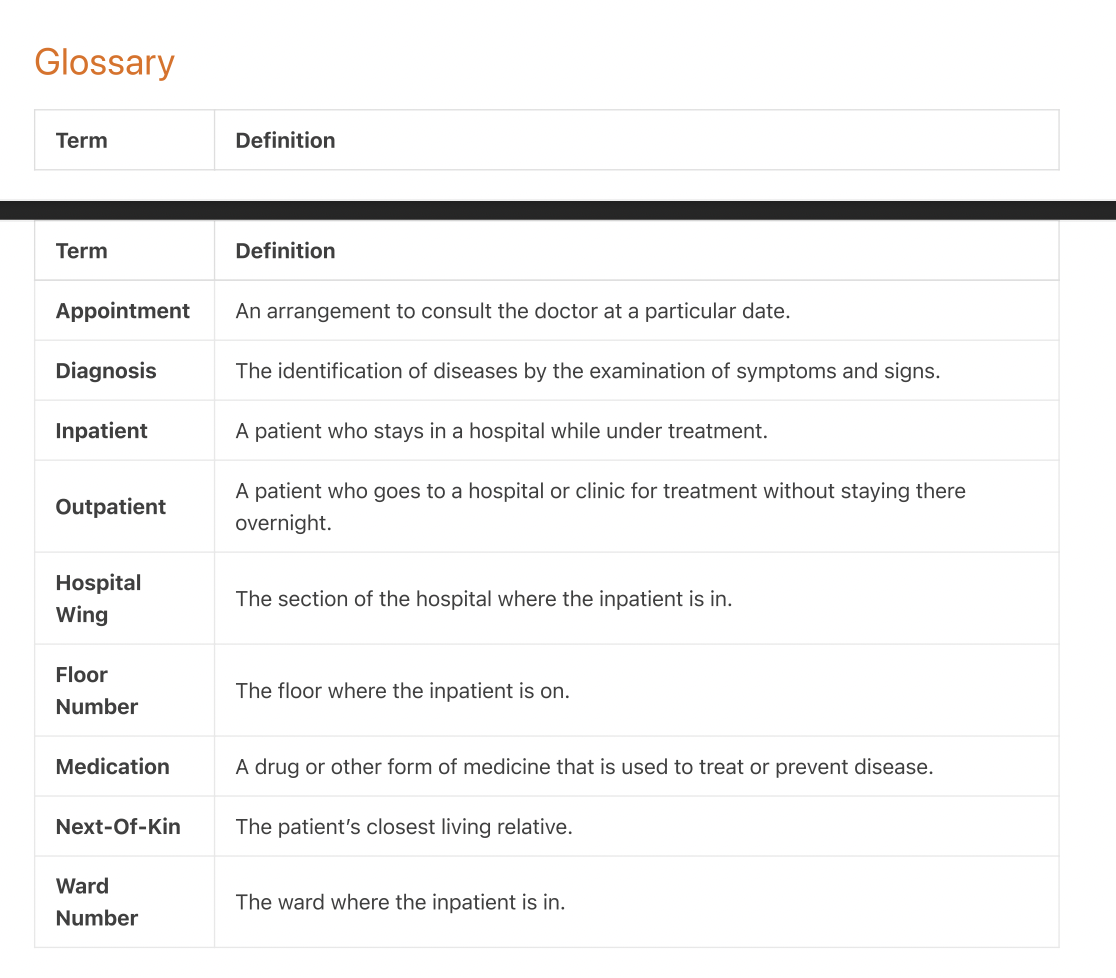 Glossary
Term Definition
Term Definition
Appointment An arrangement to consult the doctor at a particular date.
Diagnosis The identification of diseases by the examination of symptoms and signs.
Inpatient A patient who stays in a hospital while under treatment.
Outpatient A patient who goes to a hospital or clinic for treatment without staying there
overnight.
Hospital
Wing
The section of the hospital where the inpatient is in.
Floor
Number
The floor where the inpatient is on.
Medication A drug or other form of medicine that is used to treat or prevent disease.
Next-Of-Kin The patient’s closest living relative.
Ward
Number
The ward where the inpatient is in.